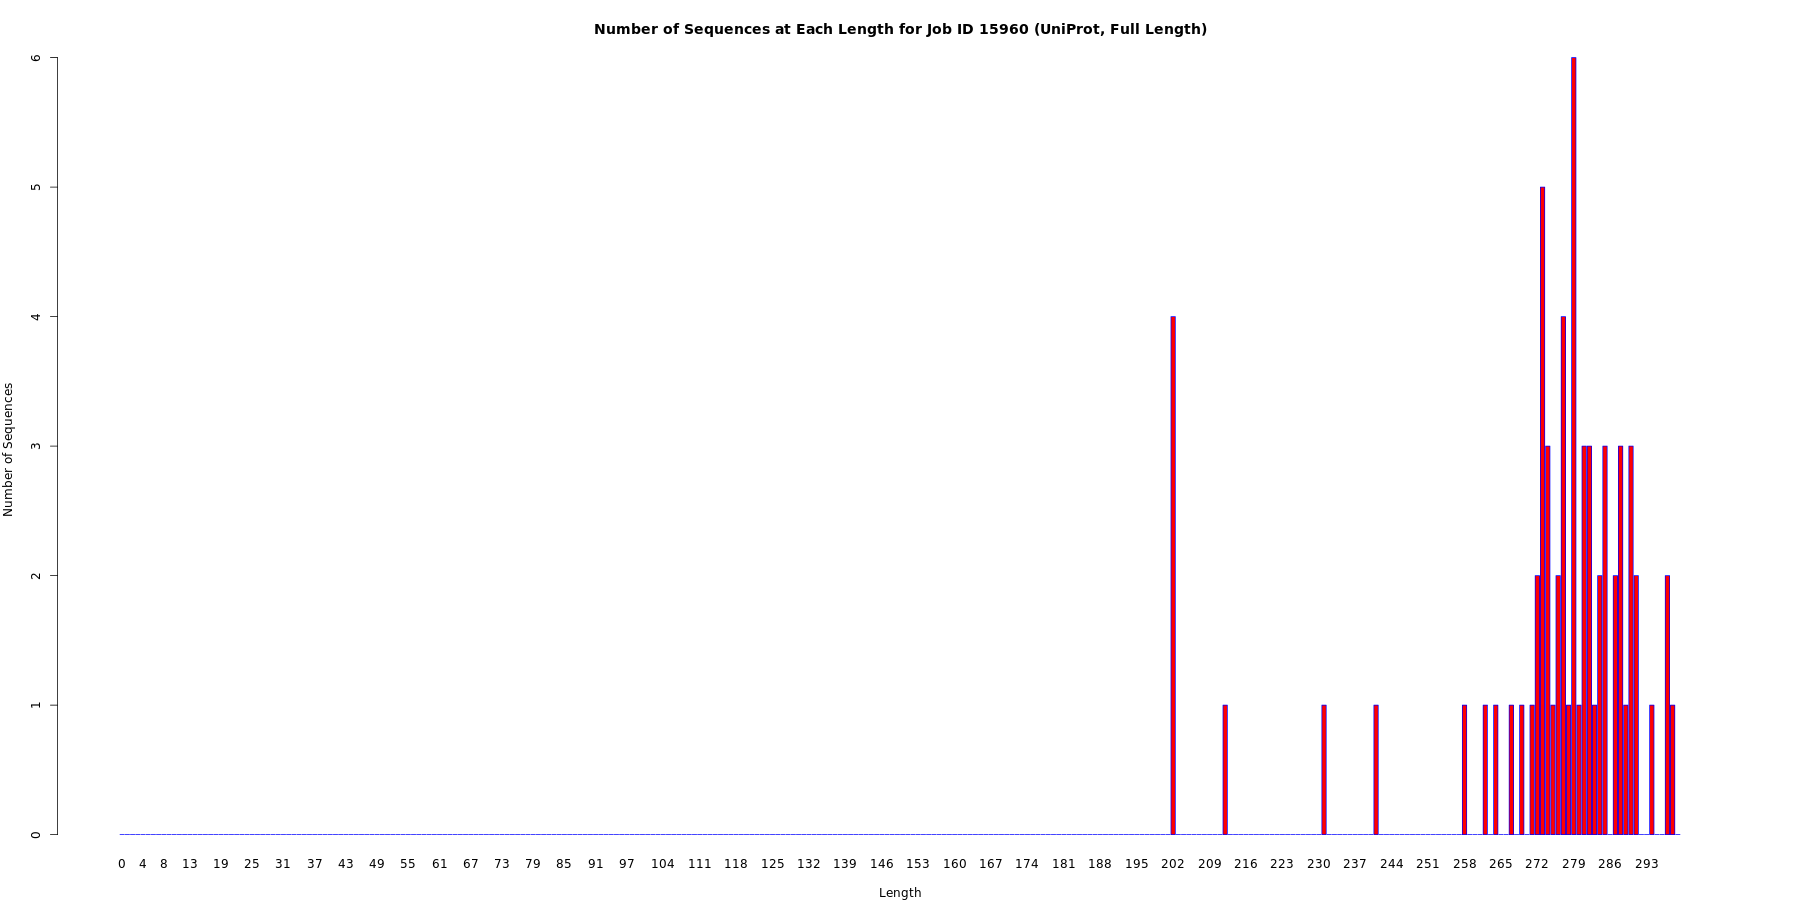 Number of Sequences at Each Length for Job ID 15960 (UniProt, Full Length)
6
5
4
3
2
1
0
Number of Sequences
0 4 8 13 19 25 31 37 43 49 55 61 67 73 79 85 91 97 104 111 118 125 132 139 146 153 160 167 174 181 188 195 202 209 216 223 230 237 244 251 258 265 272 279 286 293
Length